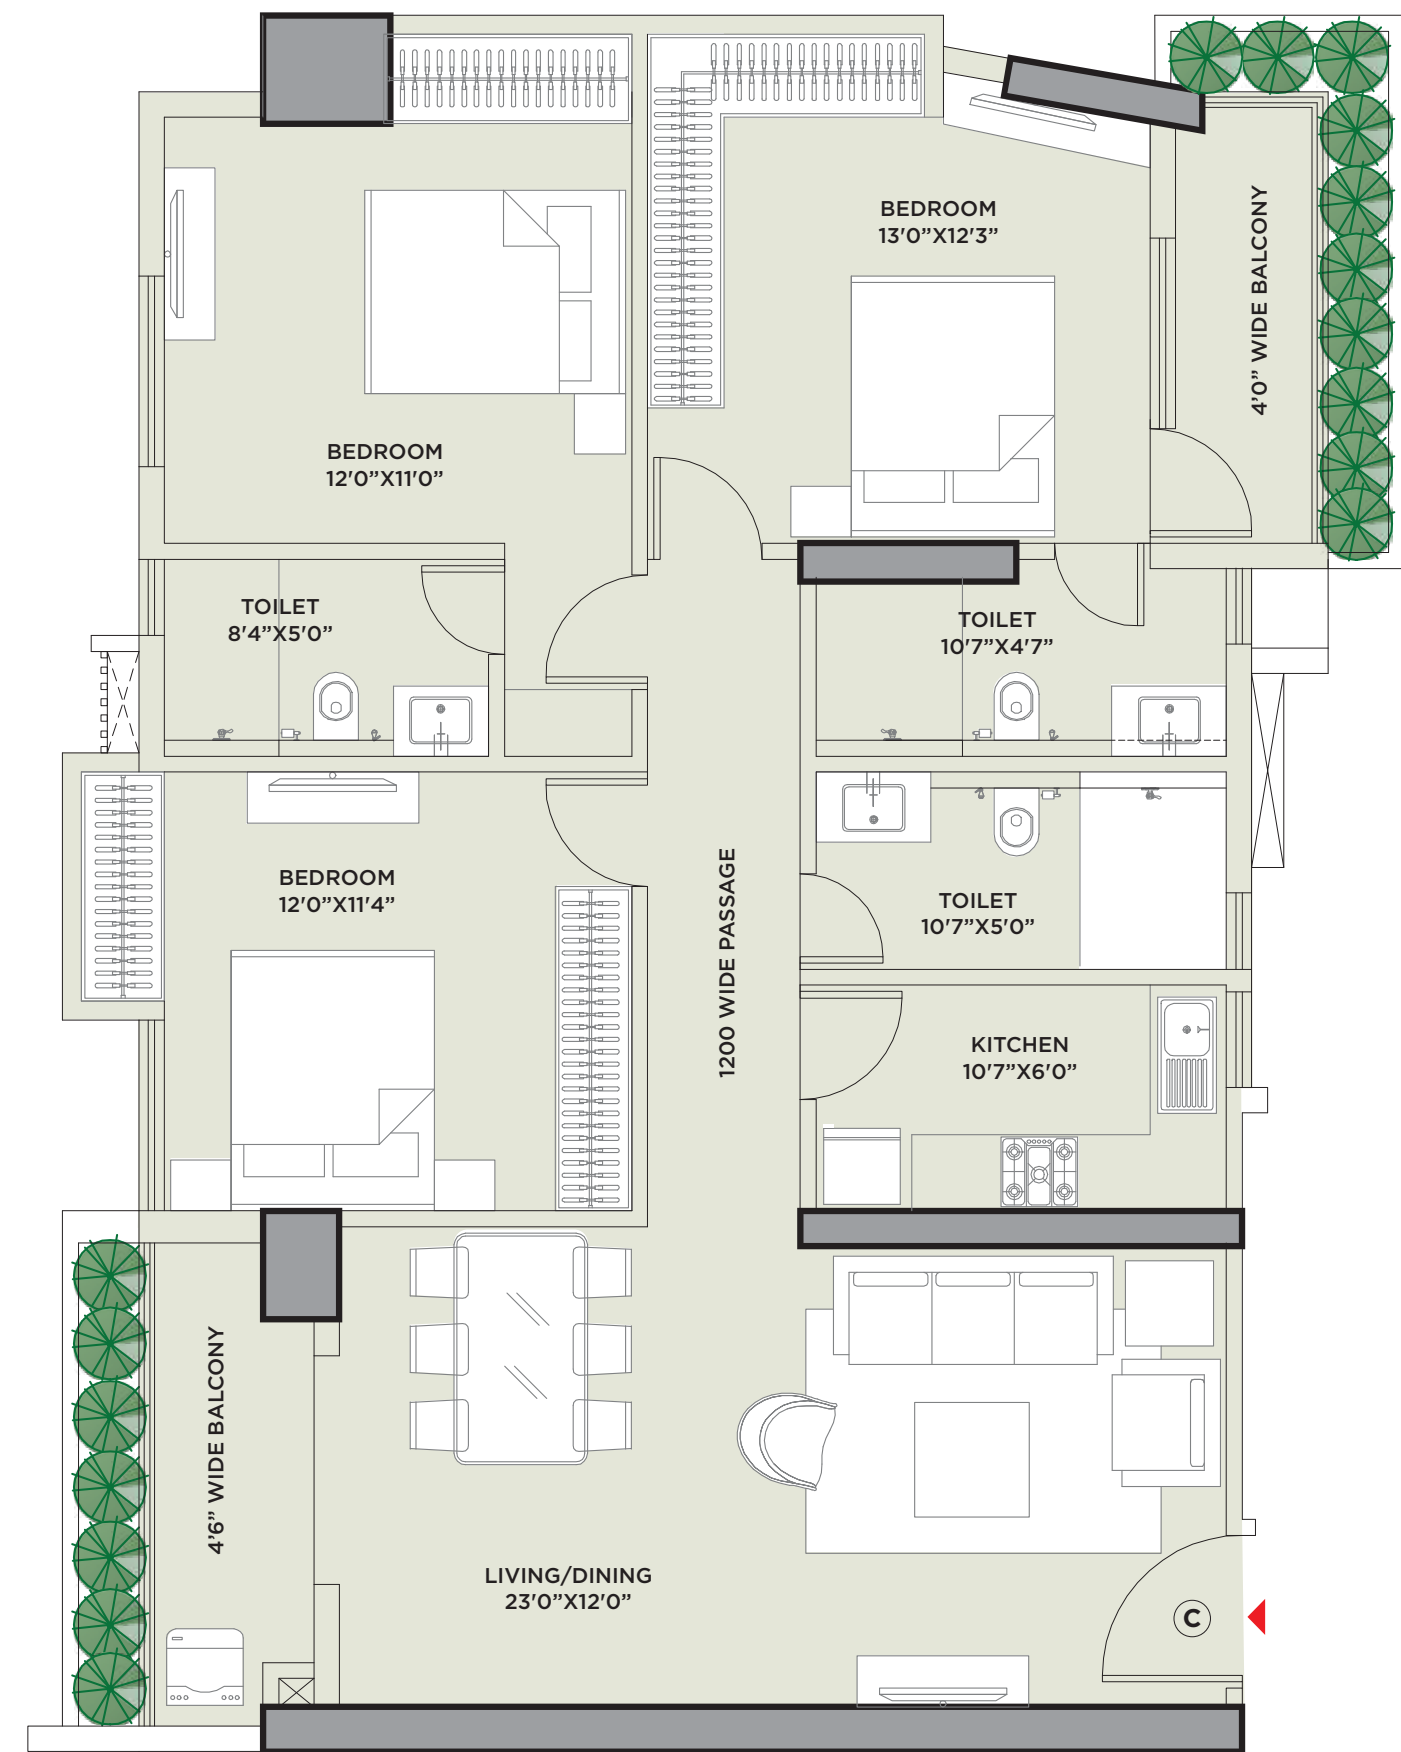 BEDROOM
13'0”X12'3”
4'0” WIDE BALCONY
BEDROOM
12'0”X11'0”
TOILET
8'4”X5'0”
TOILET
10'7”X4'7”
BEDROOM
12'0”X11'4”
1200 WIDE PASSAGE
TOILET
10'7”X5'0”
KITCHEN
10'7”X6'0”
4'6” WIDE BALCONY
LIVING/DINING
23'0”X12'0”
C